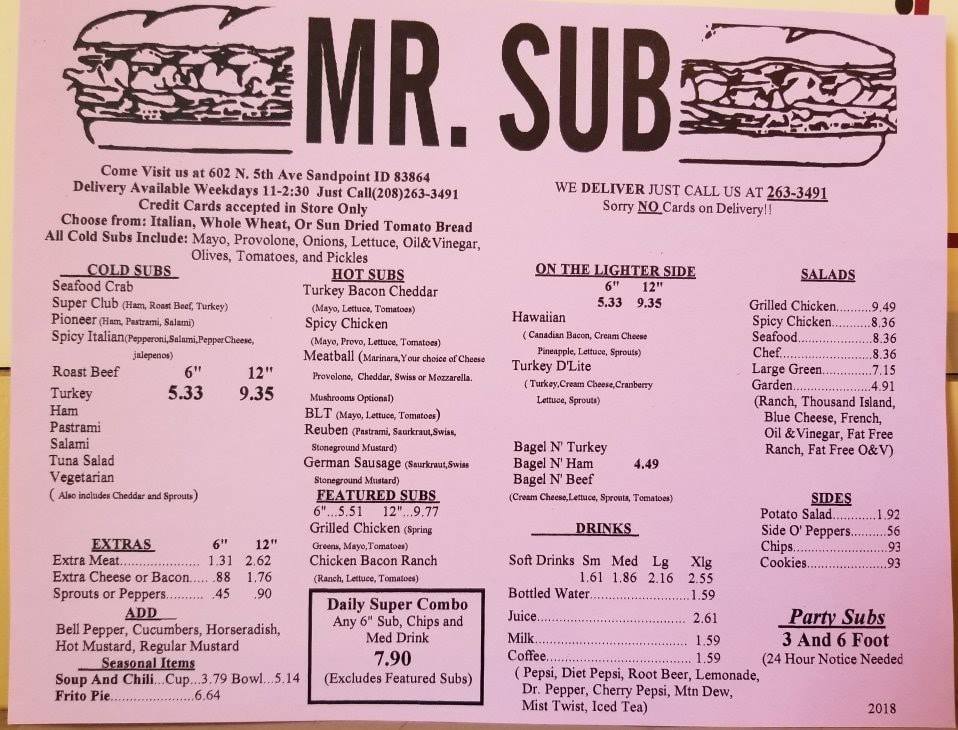 MR. SUB
Come Visit us at 602 N. 5th Ave Sandpoint ID 83864
Delivery Available Weekdays 11-2:30 Just Call(208)263-3491
Credit Cards accepted in Store Only
Choose from: Italian, Whole Wheat, Or Sun Dried Tomato Bread
All Cold Subs Include: Mayo, Provolone, Onions, Lettuce, Oil&Vinegar,
Olives, Tomatoes, and Pickles
WE DELIVER JUST CALL US AT 263-3491
Sorry NO Cards on Delivery!!
COLD SUBS
Seafood Crab
Super Club (Ham, Roast Beef, Turkey)
Pioneer (Ham, Pastrami, Salami)
Spicy Italian(Pepperoni,Salami,PepperCheese,
jalepenos)
Roast Beef 6" 12"
Turkey 5.33 9.35
Ham
Pastrami
Salami
Tuna Salad
Vegetarian
( Also includes Cheddar and Sprouts)
EXTRAS 6" 12"
Extra Meat.................... 1.31 2.62
Extra Cheese or Bacon..... .88 1.76
Sprouts or Peppers.......... .45 .90
ADD
Bell Pepper, Cucumbers, Horseradish,
Hot Mustard, Regular Mustard
Seasonal Items
Soup And Chili...Cup...3.79 Bowl...5.14
Frito Pie.....................6.64
HOT SUBS
Turkey Bacon Cheddar
(Mayo, Lettuce, Tomatoes)
Spicy Chicken
(Mayo, Provo, Lettuce, Tomato)
Meatball (Marinara,Your choice of Cheese
Provolone, Cheddar, Swiss or Mozzarella.
Mushrooms Optional)
BLT (Mayo, Lettuce, Tomatoes)
Reuben (Pastrami, Saurkraut,Swiss,
Stoneground Mustard)
German Sausage (Saurkraut,Swiss
Stoneground Mustard)
FEATURED SUBS
6"...5.51 12"...9.77
Grilled Chicken (Spring
Greens, Mayo,Tomatoes)
Chicken Bacon Ranch
(Ranch, Lettuce, Tomatoes)
Daily Super Combo
Any 6" Sub, Chips and
Med Drink
7.90
(Excludes Featured Subs)
ON THE LIGHTER SIDE
6" 12"
5.33 9.35
Hawaiian
( Canadian Bacon, Cream Cheese
Pineapple, Lettuce, Sprouts)
Turkey D'Lite
( Turkey,Cream Cheese,Cranberry
Lettuce, Sprouts)
Bagel N' Turkey
Bagel N' Ham 4.49
Bagel N' Beef
(Cream Cheese,Lettuce, Sprouts, Tomatoes)
DRINKS
Soft Drinks Sm Med Lg Xlg
1.61 1.86 2.16 2.55
Bottled Water.........................1.59
Juice...................................... 2.61
Milk........................................ 1.59
Coffee..................................... 1.59
( Pepsi, Diet Pepsi, Root Beer, Lemonade,
Dr. Pepper, Cherry Pepsi, Mtn Dew,
Mist Twist, Iced Tea)
SALADS
Grilled Chicken..........9.49
Spicy Chicken...........8.36
Seafood.....................8.36
Chef..........................8.36
Large Green..............7.15
Garden.......................4.91
(Ranch, Thousand Island,
Blue Cheese, French,
Oil &Vinegar, Fat Free
Ranch, Fat Free O&V)
SIDES
Potato Salad............1.92
Side O' Peppers..........56
Chips.........................93
Cookies......................93
Party Subs
3 And 6 Foot
(24 Hour Notice Needed
2018